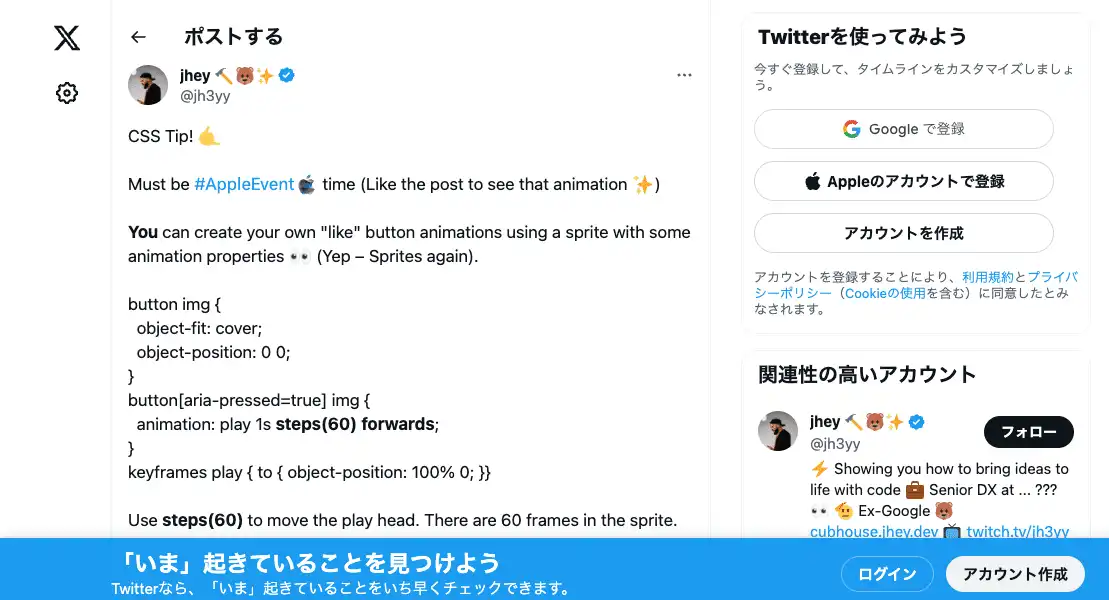 ポストする
jhey 🔨🐻✨
@jh3yy
CSS Tip! 🤙
Must be #AppleEvent time (Like the post to see that animation ✨)
You can create your own "like" button animations using a sprite with some
animation properties 👀 (Yep – Sprites again).
button img {
object-fit: cover;
object-position: 0 0;
}
button[aria-pressed=true] img {
animation: play 1s steps(60) forwards;
}
keyframes play { to { object-position: 100% 0; }}
Use steps(60) to move the play head. There are 60 frames in the sprite.
Twitterを使ってみよう
今すぐ登録して、タイムラインをカスタマイズしましょ
う。
Google で登録
Appleのアカウントで登録
アカウントを作成
アカウントを登録することにより、利用規約とプライバ
シーポリシー（Cookieの使用を含む）に同意したとみ
なされます。
関連性の高いアカウント
jhey 🔨🐻✨
@jh3yy
フォロー
⚡ Showing you how to bring ideas to
life with code 💼 Senior DX at ... ???
👀 🫡 Ex-Google 🐻
cubhouse.jhey.dev 📺 twitch.tv/jh3yy
「いま」起きていることを見つけよう
Twitterなら、「いま」起きていることをいち早くチェックできます。
ログイン
アカウント作成